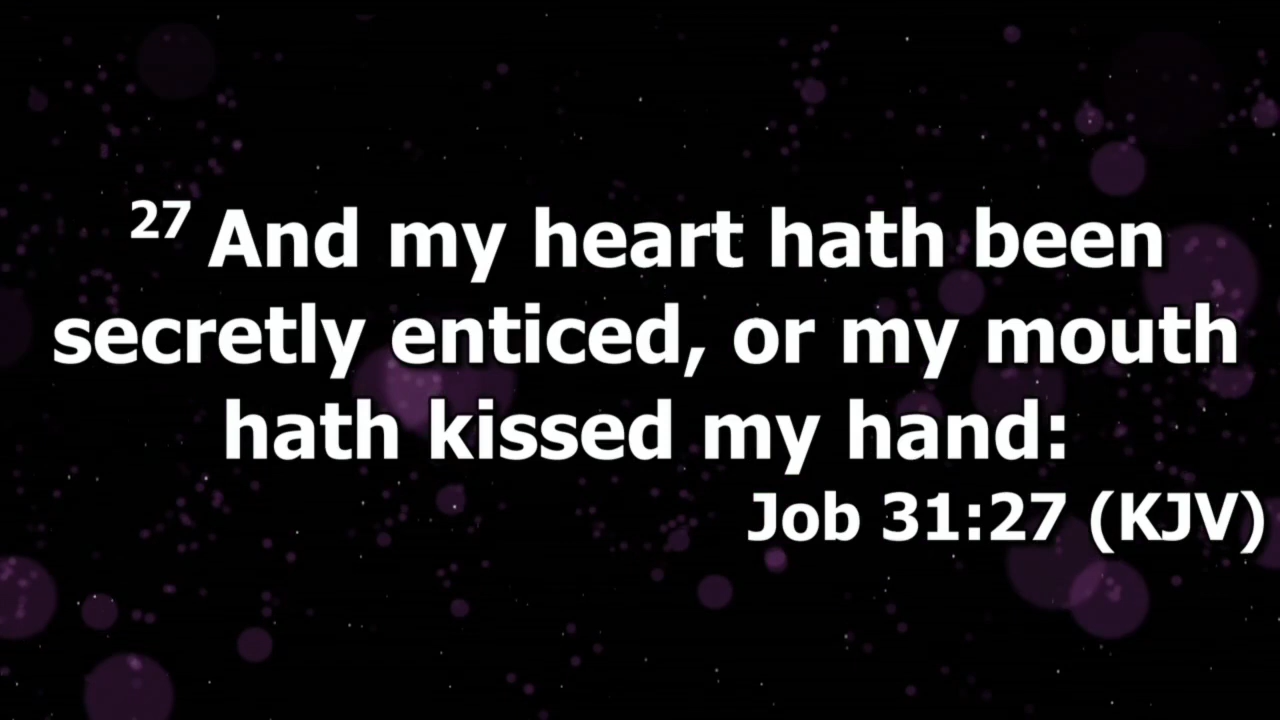 27 And my heart hath been
secretly enticed, or my mouth
hath kissed my hand:
Job 31:27 (KJV)